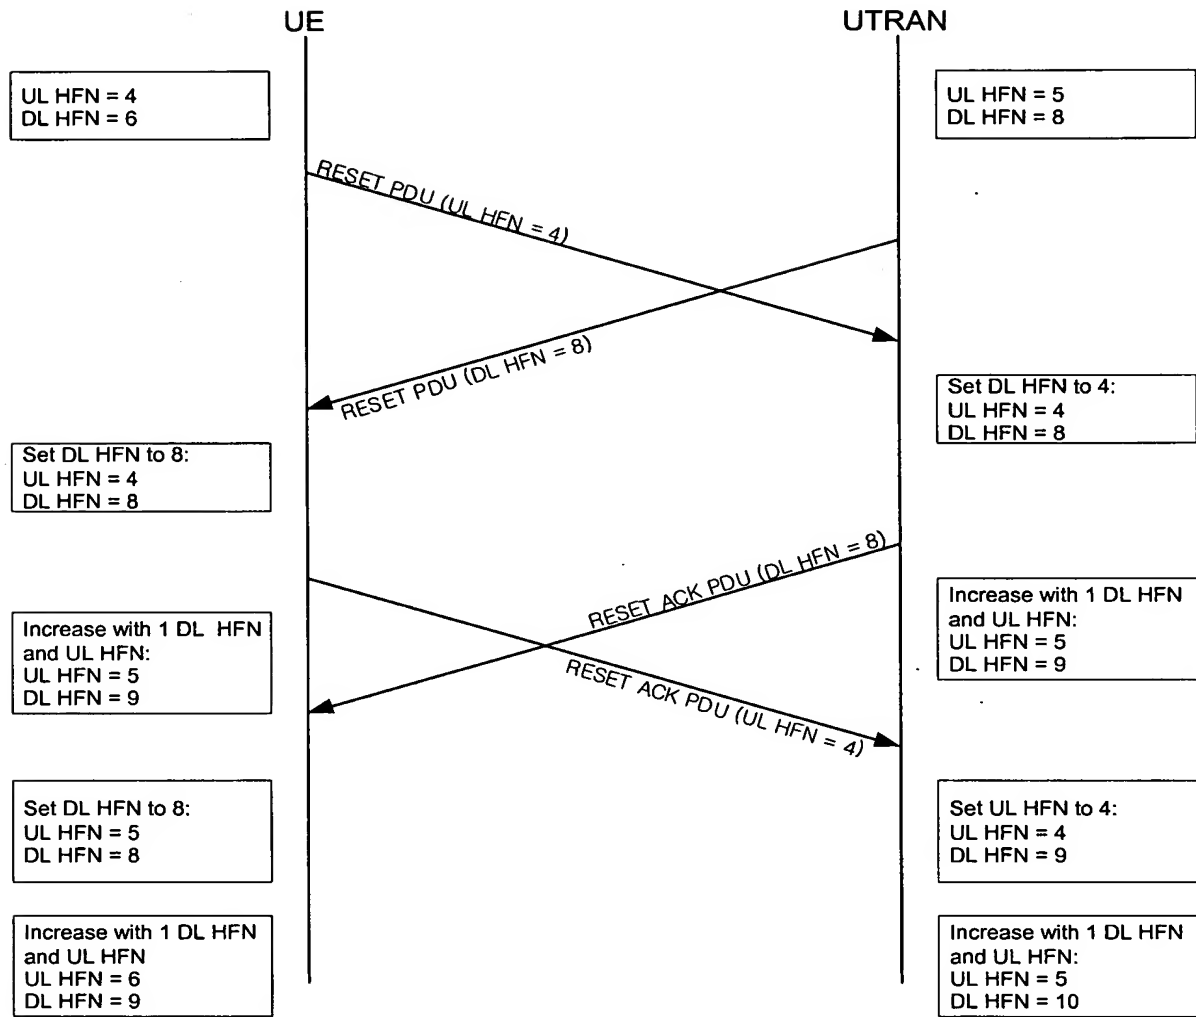 UE
UTRAN
UL HFN = 4
DL HFN = 6
UL HFN = 5
DL HFN = 8
RESET PDU (UL HFN = 4)
RESET PDU (DL HFN = 8)
Set DL HFN to 4:
UL HFN = 4
DL HFN = 8
Set DL HFN to 8:
UL HFN = 4
DL HFN = 8
RESET ACK PDU (DL HFN = 8)
RESET ACK PDU (UL HFN = 4)
Increase with 1 DL HFN
and UL HFN:
UL HFN = 5
DL HFN = 9
Increase with 1 DL HFN
and UL HFN:
UL HFN = 5
DL HFN = 9
Set DL HFN to 8:
UL HFN = 5
DL HFN = 8
Set UL HFN to 4:
UL HFN = 4
DL HFN = 9
Increase with 1 DL HFN
and UL HFN
UL HFN = 6
DL HFN = 9
Increase with 1 DL HFN
and UL HFN:
UL HFN = 5
DL HFN = 10